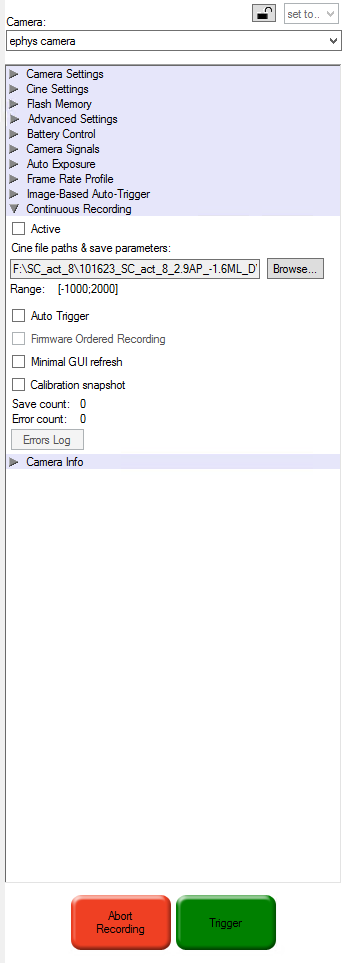 Camera:
set to..
ephys camera
Camera Settings
Cine Settings
Flash Memory
Advanced Settings
Battery Control
Camera Signals
Auto Exposure
Frame Rate Profile
Image-Based Auto-Trigger
Continuous Recording
Active
Cine file paths & save parameters:
F:\SC_act_8\101623_SC_act_8_2.9AP_-1.6ML_D
Browse...
Range: [-1000;2000]
Auto Trigger
Firmware Ordered Recording
Minimal GUI refresh
Calibration snapshot
Save count: 0
Error count: 0
Errors Log
Camera Info
Abort
Recording
Trigger